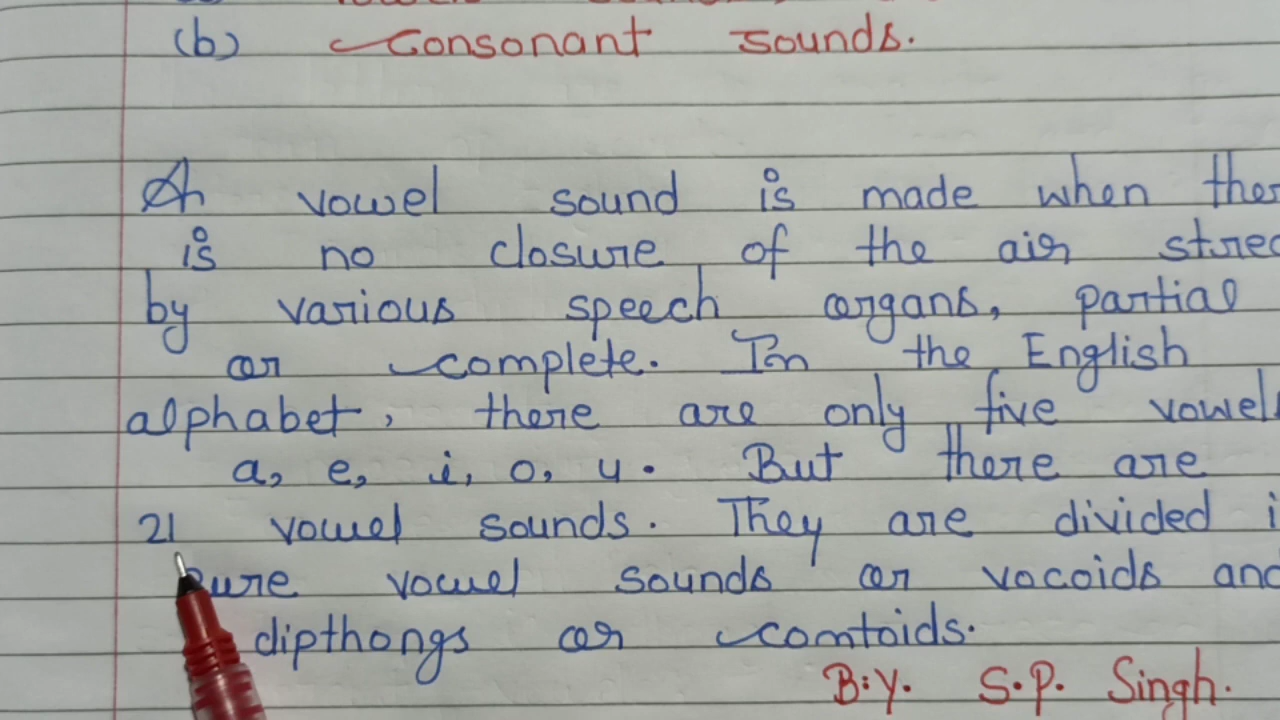 (b) Consonant Sounds.
A vowel sound is made when ther
is no closure of the air strea
by various speech organs, partial
or complete. In the English
alphabet, there are only five vowels
a, e, i, o, u. But there are
21 vowel sounds. They are divided i
pure vowel sounds or vocoids and
dipthongs or comtoids.
B.Y. S.P. Singh.